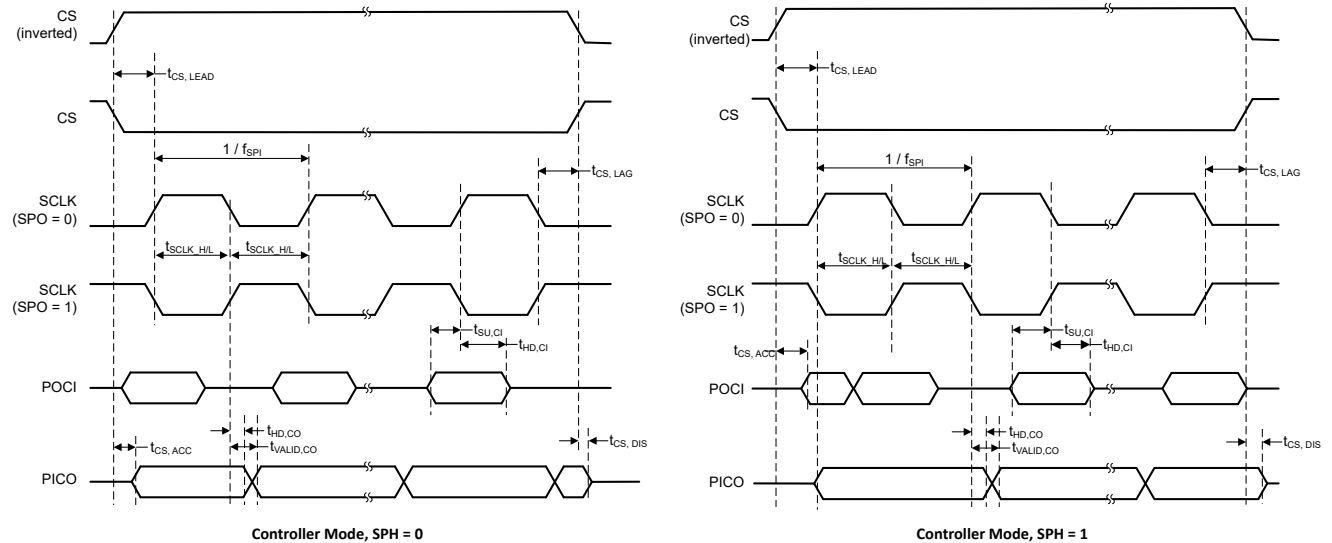 CS
(inverted)
tCS, LEAD
CS
1 / fSPI
tCS, LAG
SCLK
(SPO = 0)
tSCLK_H/L
tSCLK_H/L
SCLK
(SPO = 1)
tSU,CI
tHD,CI
POCI
tHD,CO
tVALID,CO
tCS, ACC
tCS, DIS
PICO
Controller Mode, SPH = 0
CS
(inverted)
tCS, LEAD
CS
1 / fSPI
tCS, LAG
SCLK
(SPO = 0)
tSCLK_H/L
tSCLK_H/L
SCLK
(SPO = 1)
tSU,CI
tHD,CI
tCS, ACC
POCI
tHD,CO
tVALID,CO
tCS, DIS
PICO
Controller Mode, SPH = 1